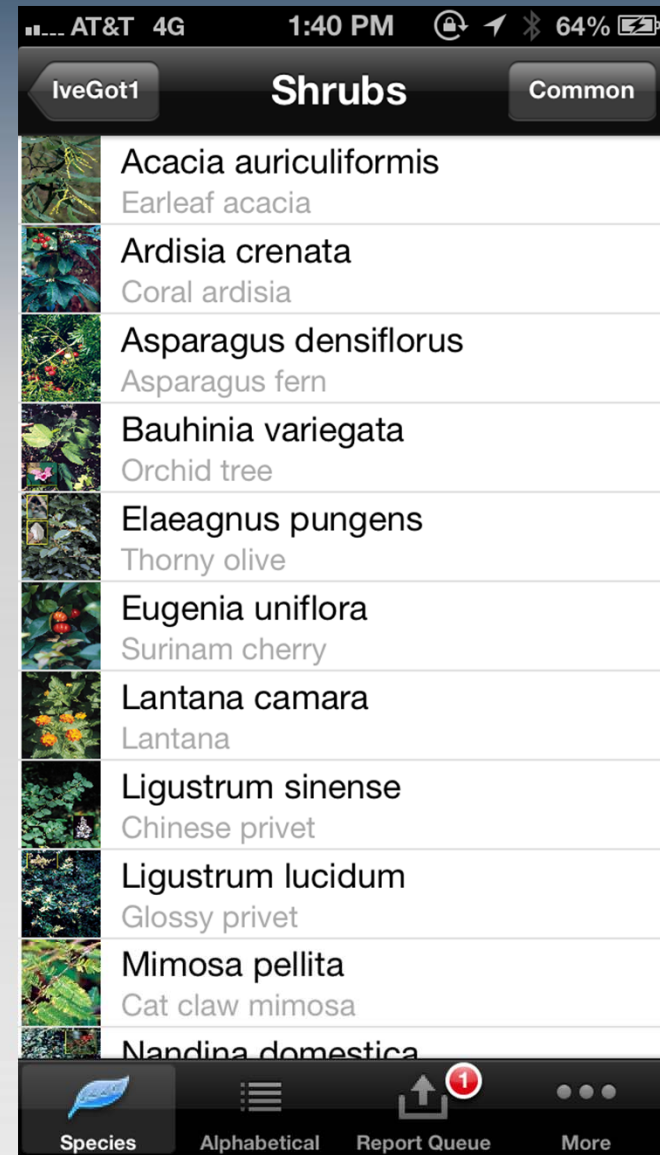 AT&T 4G 1:40 PM 64%
IveGot1 Shrubs Common
Acacia auriculiformis
Earleaf acacia
Ardisia crenata
Coral ardisia
Asparagus densiflorus
Asparagus fern
Bauhinia variegata
Orchid tree
Elaeagnus pungens
Thorny olive
Eugenia uniflora
Surinam cherry
Lantana camara
Lantana
Ligustrum sinense
Chinese privet
Ligustrum lucidum
Glossy privet
Mimosa pellita
Cat claw mimosa
Nandina domestica
1
Species Alphabetical Report Queue More